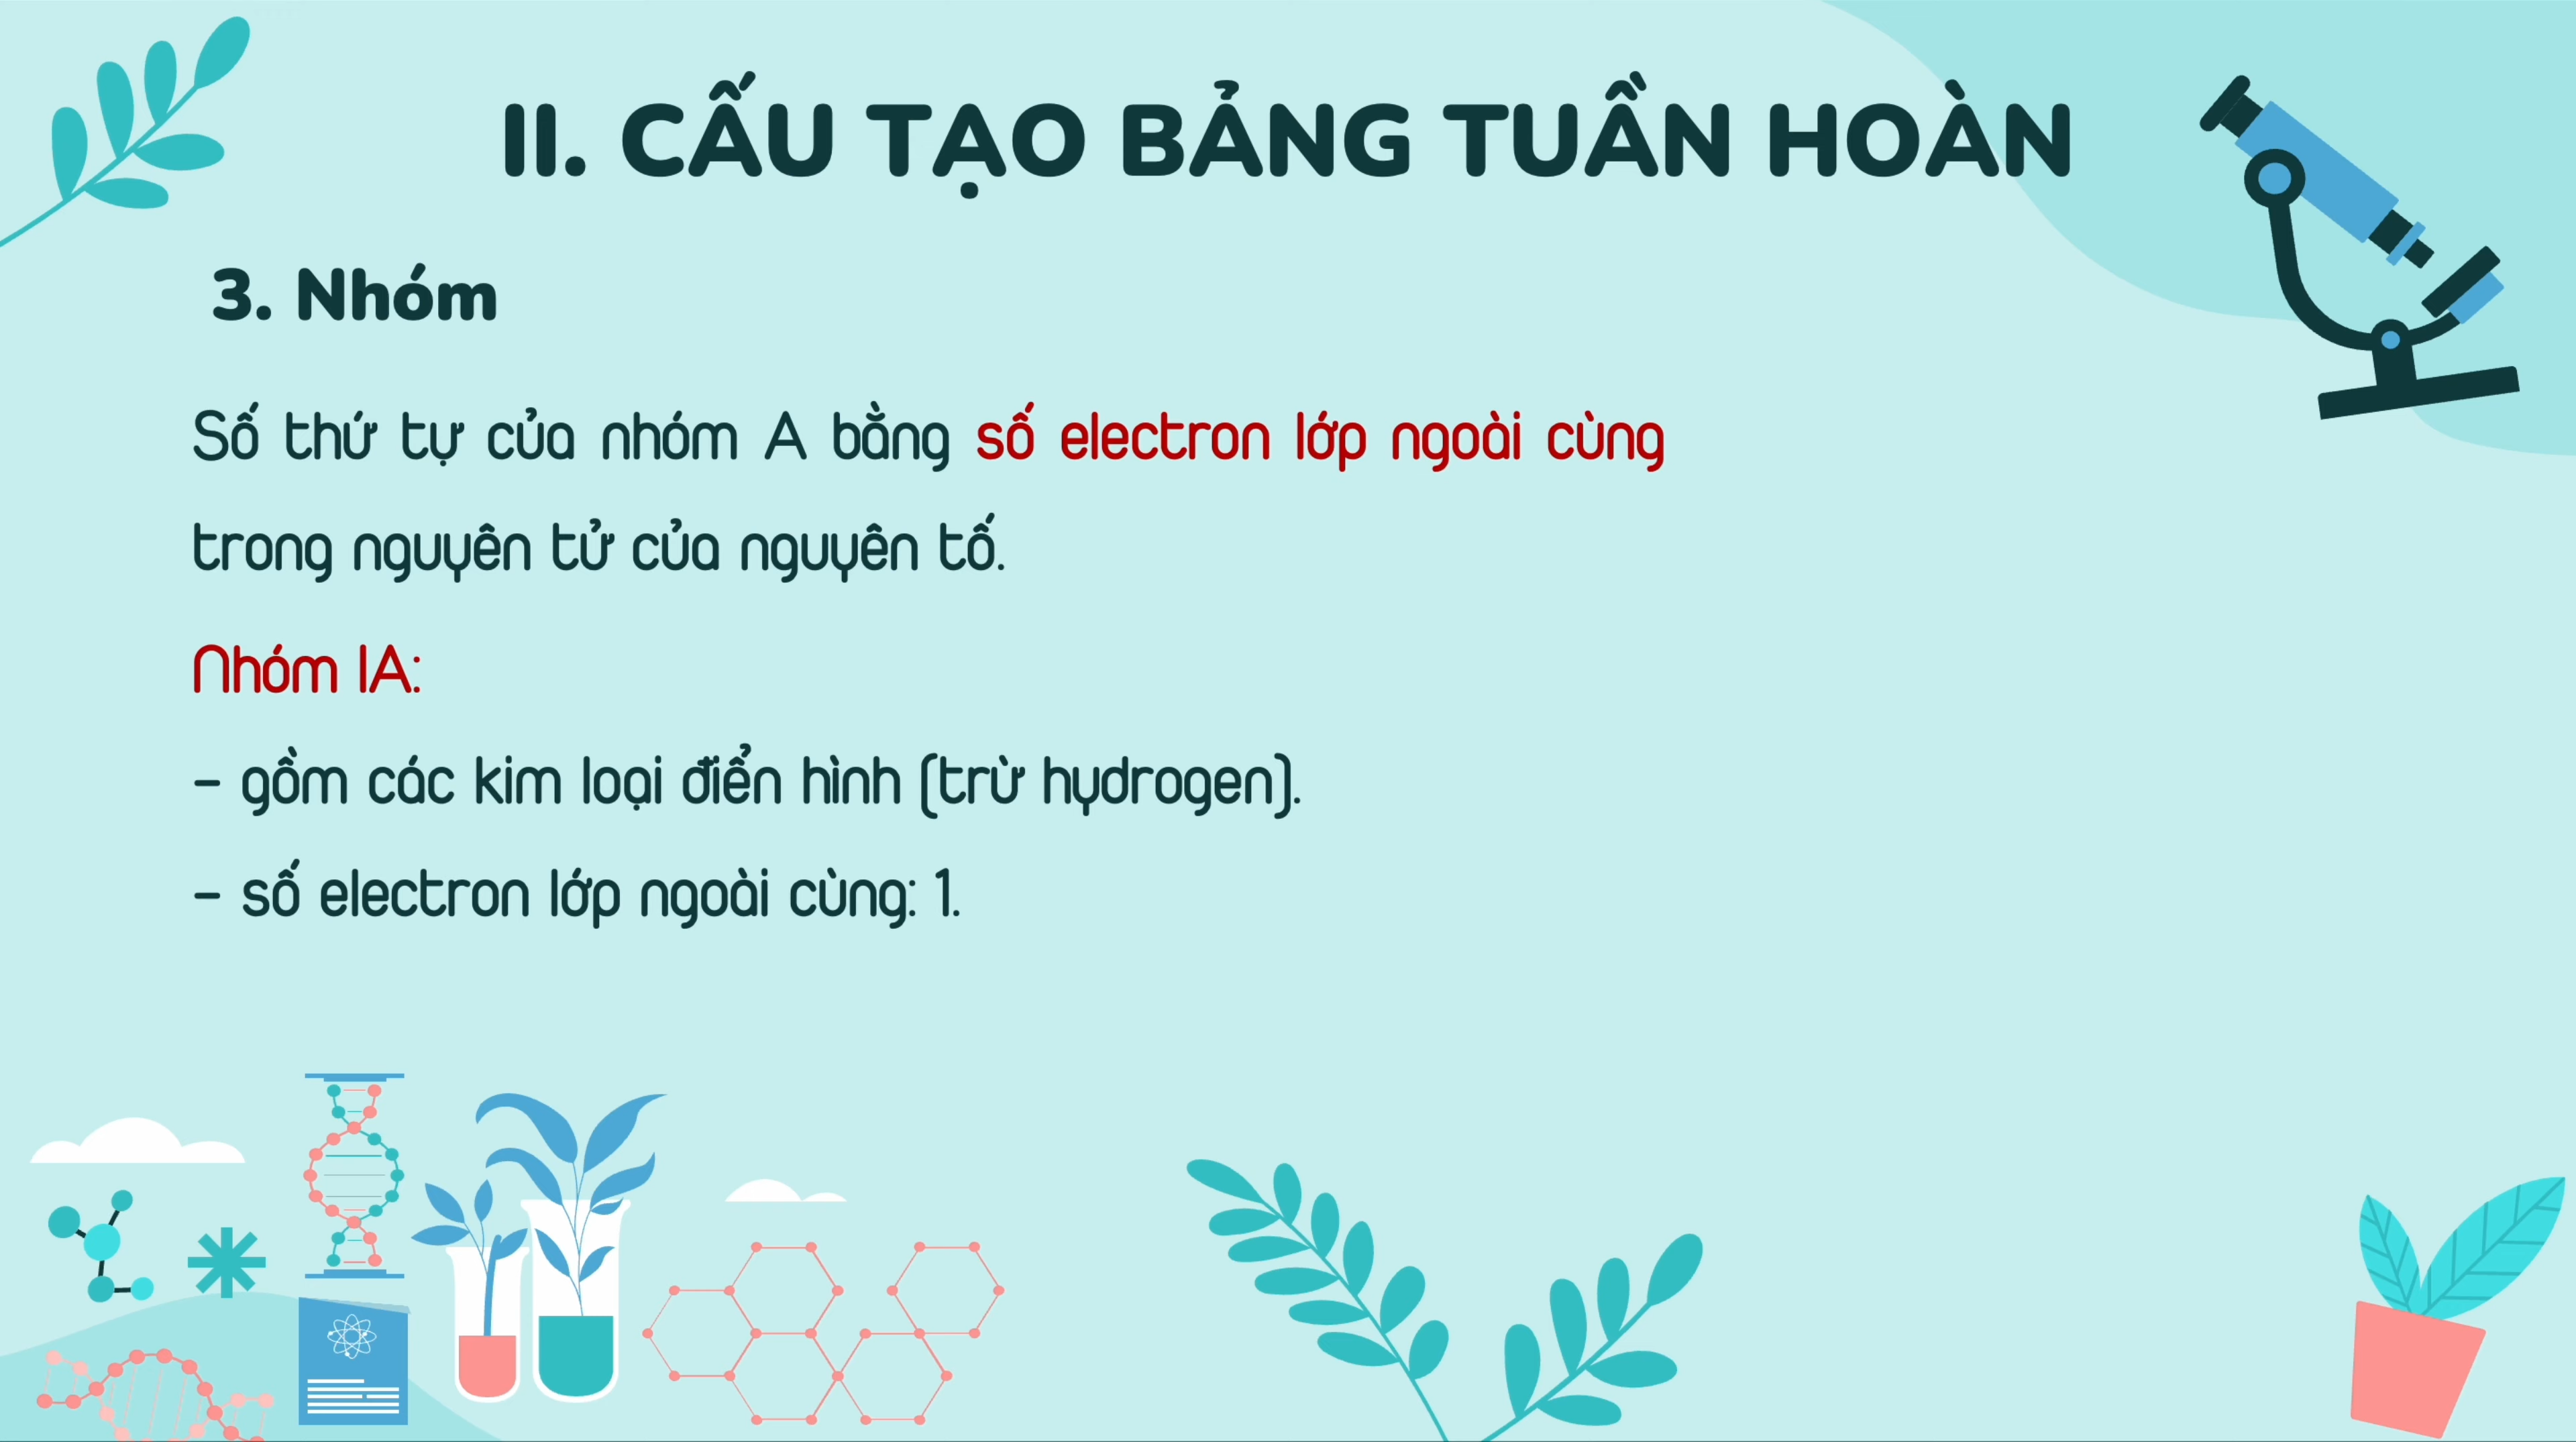 II. CẤU TẠO BẢNG TUẦN HOÀN
3. Nhóm
Số thứ tự của nhóm A bằng số electron lớp ngoài cùng
trong nguyên tử của nguyên tố.
Nhóm IA:
- gồm các kim loại điển hình (trừ hydrogen).
- số electron lớp ngoài cùng: 1.